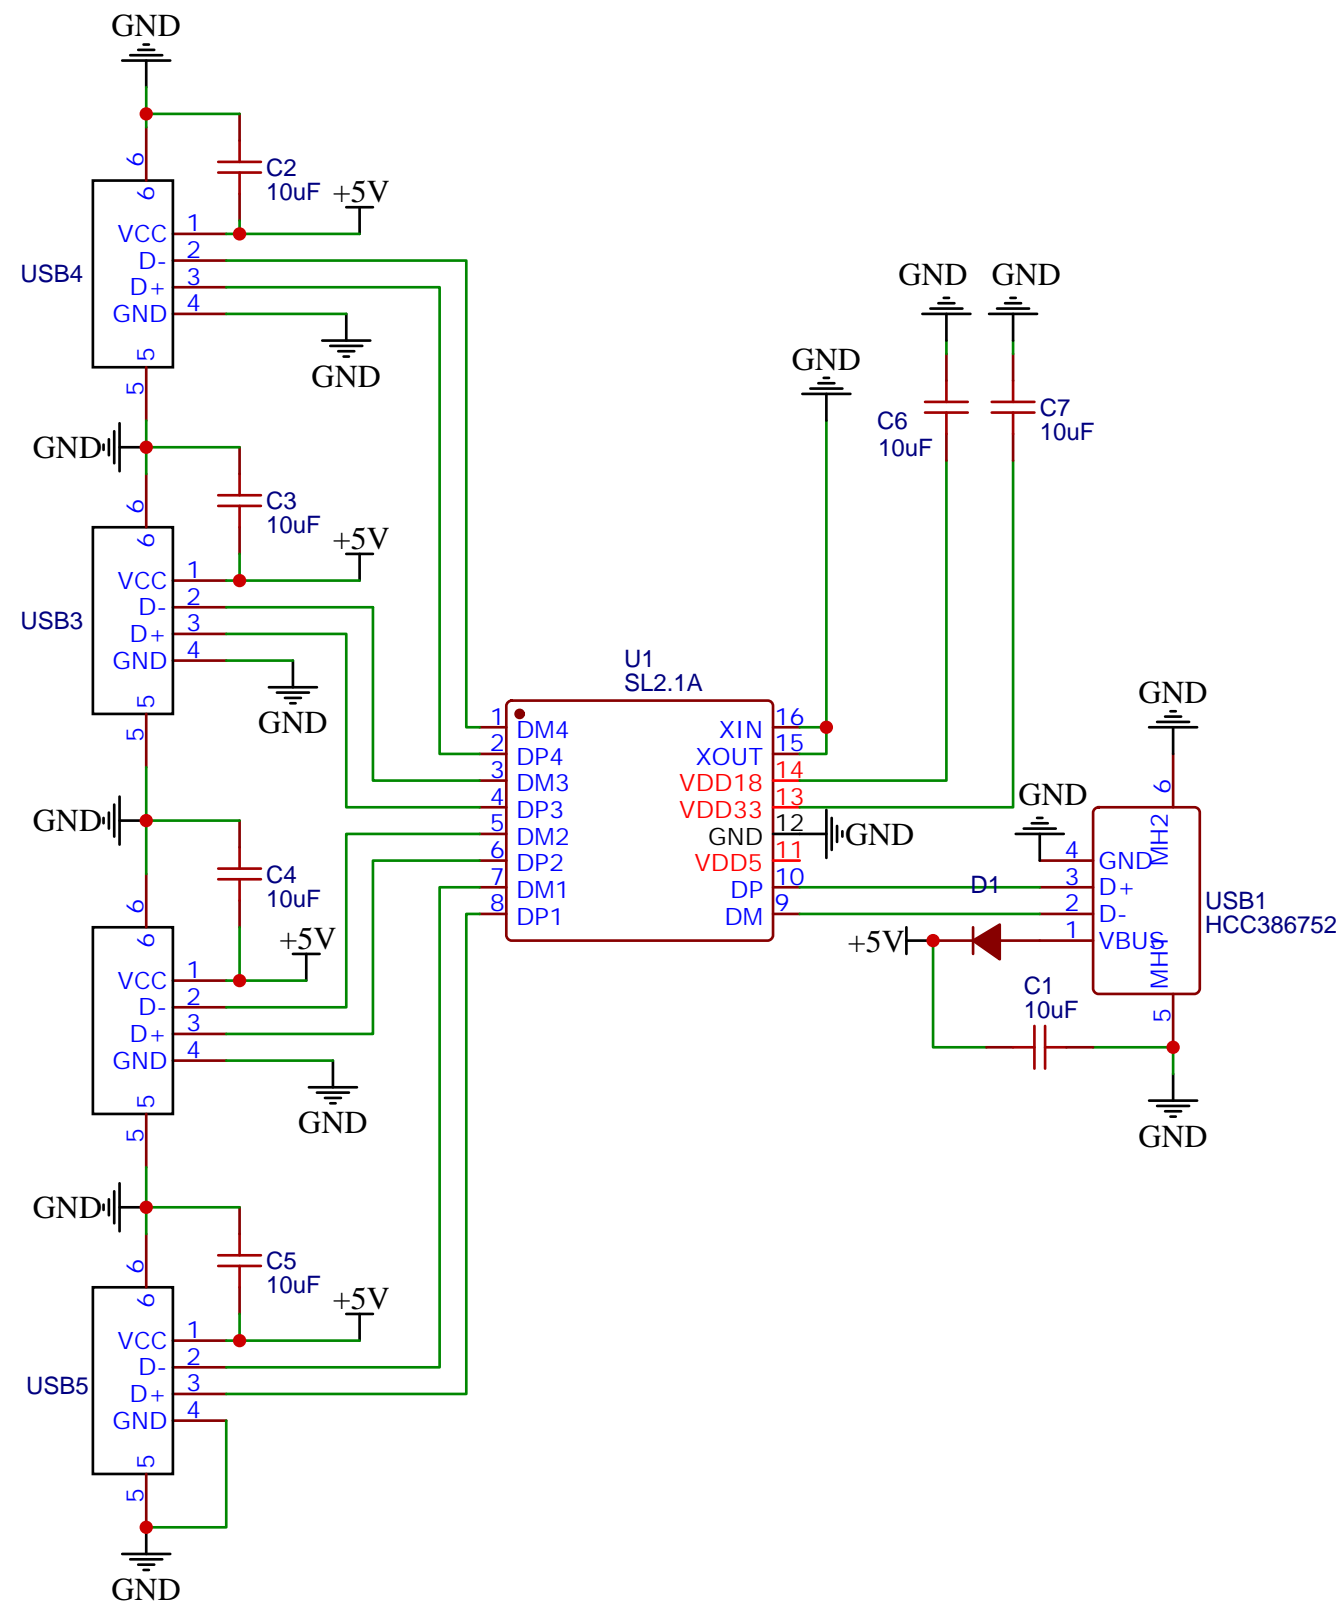 GND
6
6
C2
10uF
+5V
VCC
1
D-
2
D+
3
GND
4
USB4
5
5
GND
GND
6
6
C3
10uF
+5V
VCC
1
D-
2
D+
3
GND
4
USB3
5
5
GND
GND
6
6
C4
10uF
+5V
VCC
1
D-
2
D+
3
GND
4
5
5
GND
GND
6
6
C5
10uF
+5V
VCC
1
D-
2
D+
3
GND
4
USB5
5
5
GND
U1
SL2.1A
1
DM4
2
DP4
3
DM3
4
DP3
5
DM2
6
DP2
7
DM1
8
DP1
XIN
16
XOUT
15
VDD18
14
VDD33
13
GND
12
VDD5
11
DP
10
DM
9
GND
GND
GND
GND
C6
10uF
C7
10uF
GND
GND
6
MH2
4
GND
3
D+
2
D-
1
VBUS
MH1
5
USB1
HCC386752
D1
+5V
C1
10uF
GND